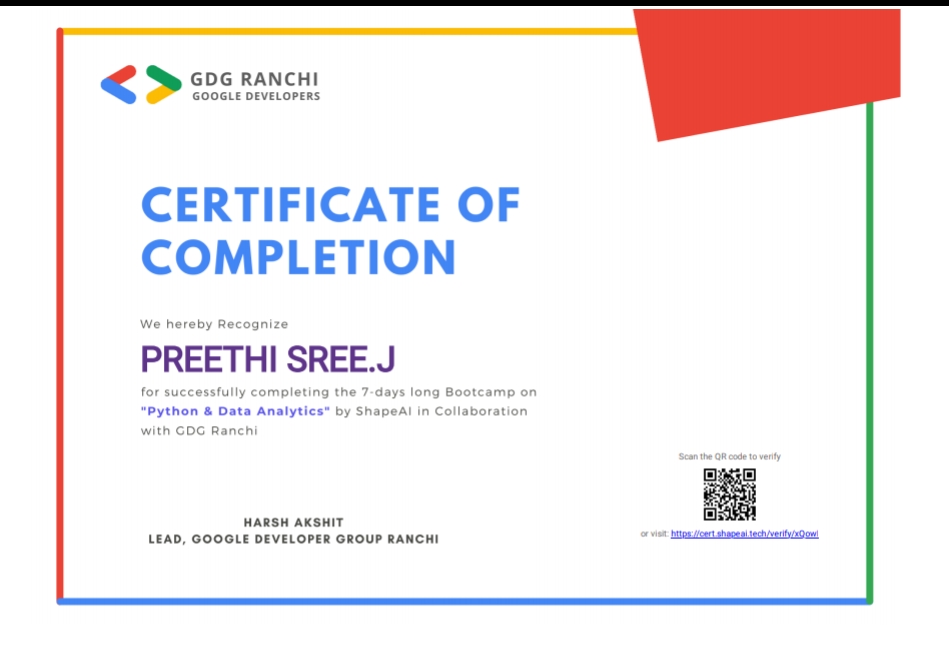 GDG RANCHI
GOOGLE DEVELOPERS
CERTIFICATE OF
COMPLETION
We hereby Recognize
PREETHI SREE.J
for successfully completing the 7-days long Bootcamp on
"Python & Data Analytics" by ShapeAI in Collaboration
with GDG Ranchi
Scan the QR code to verify
or visit: https://cert.shapeai.tech/verify/xQowl
HARSH AKSHIT
LEAD, GOOGLE DEVELOPER GROUP RANCHI